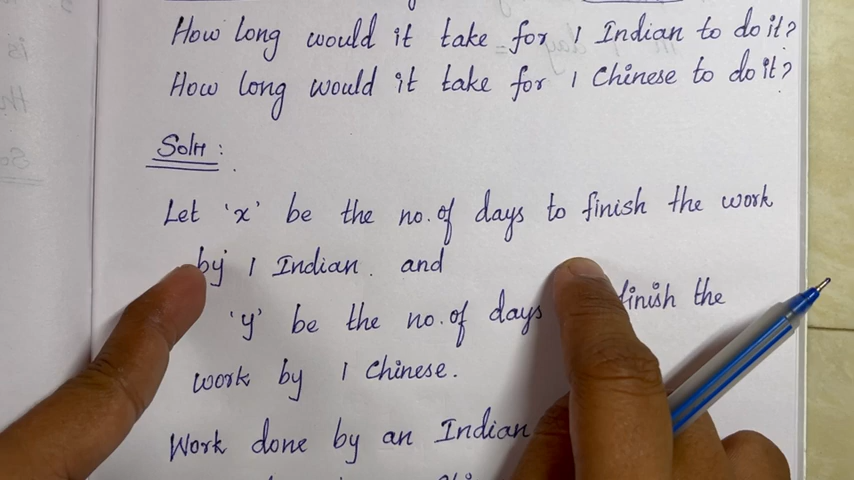 How long would it take for 1 Indian to do it?
How long would it take for 1 Chinese to do it?
Soln :
Let 'x' be the no. of days to finish the work
by 1 Indian. and
'y' be the no. of days finish the
work by 1 Chinese.
Work done by an Indian